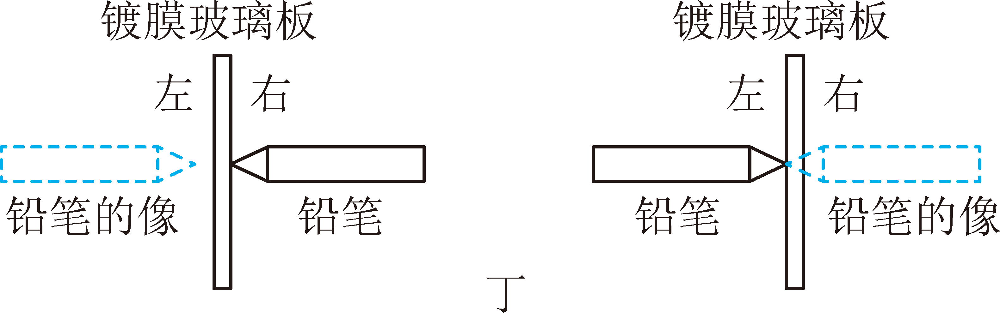 镀膜玻璃板 镀膜玻璃板
左 右 左 右
铅笔的像 铅笔 铅笔 铅笔的像
丁